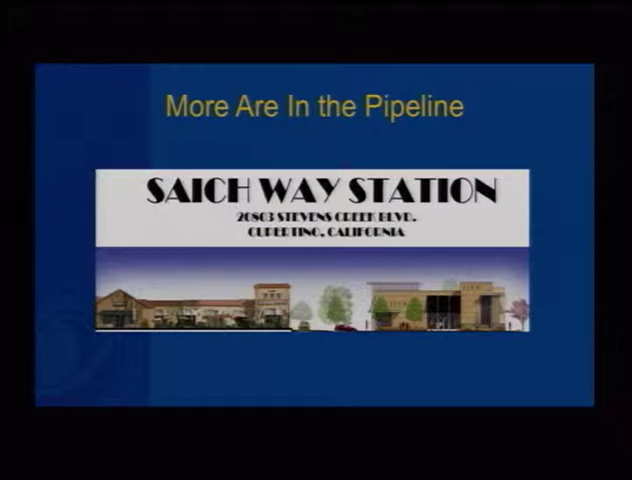 More Are In the Pipeline
SAICH WAY STATION
20803 STEVENS CREEK BLVD.
CUPERTINO, CALIFORNIA